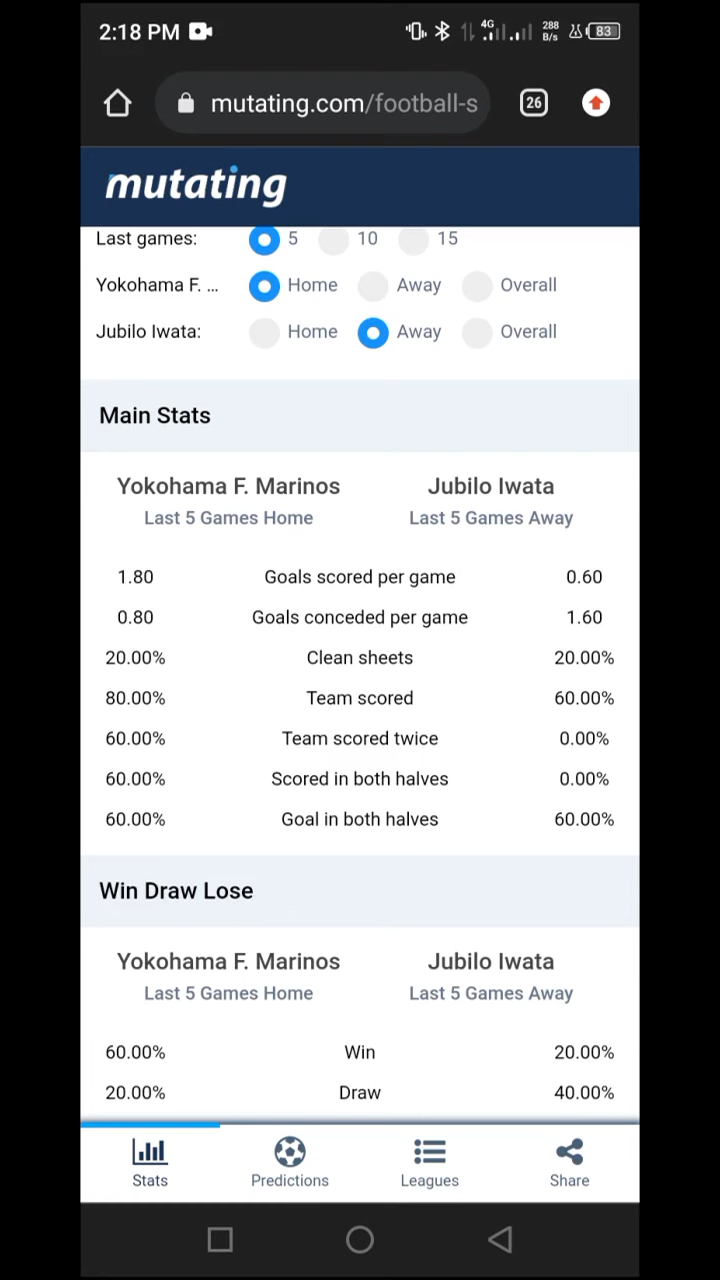 2:18 PM 4G 288 B/s 83
mutating.com/football-s 26
mutating
Last games: 5 10 15
Yokohama F. ... Home Away Overall
Jubilo Iwata: Home Away Overall
Main Stats
Yokohama F. Marinos Jubilo Iwata
Last 5 Games Home Last 5 Games Away
1.80 Goals scored per game 0.60
0.80 Goals conceded per game 1.60
20.00% Clean sheets 20.00%
80.00% Team scored 60.00%
60.00% Team scored twice 0.00%
60.00% Scored in both halves 0.00%
60.00% Goal in both halves 60.00%
Win Draw Lose
Yokohama F. Marinos Jubilo Iwata
Last 5 Games Home Last 5 Games Away
60.00% Win 20.00%
20.00% Draw 40.00%
Stats Predictions Leagues Share